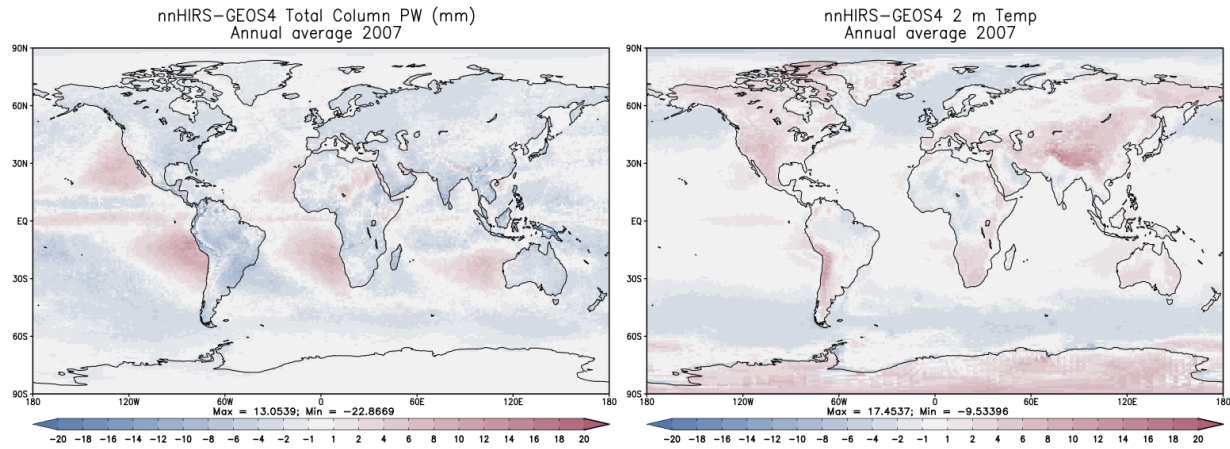 nnHIRS-GEOS4 Total Column PW (mm)
Annual average 2007
90N
60N
30N
EQ
30S
60S
90S
180 120W 60W 0 60E 120E 180
Max = 13.0539; Min = -22.8669
-20 -18 -16 -14 -12 -10 -8 -6 -4 -2 -1 1 2 4 6 8 10 12 14 16 18 20
nnHIRS-GEOS4 2 m Temp
Annual average 2007
90N
60N
30N
EQ
30S
60S
90S
180 120W 60W 0 60E 120E 180
Max = 17.4537; Min = -9.53396
-20 -18 -16 -14 -12 -10 -8 -6 -4 -2 -1 1 4 6 8 10 12 14 16 18 20